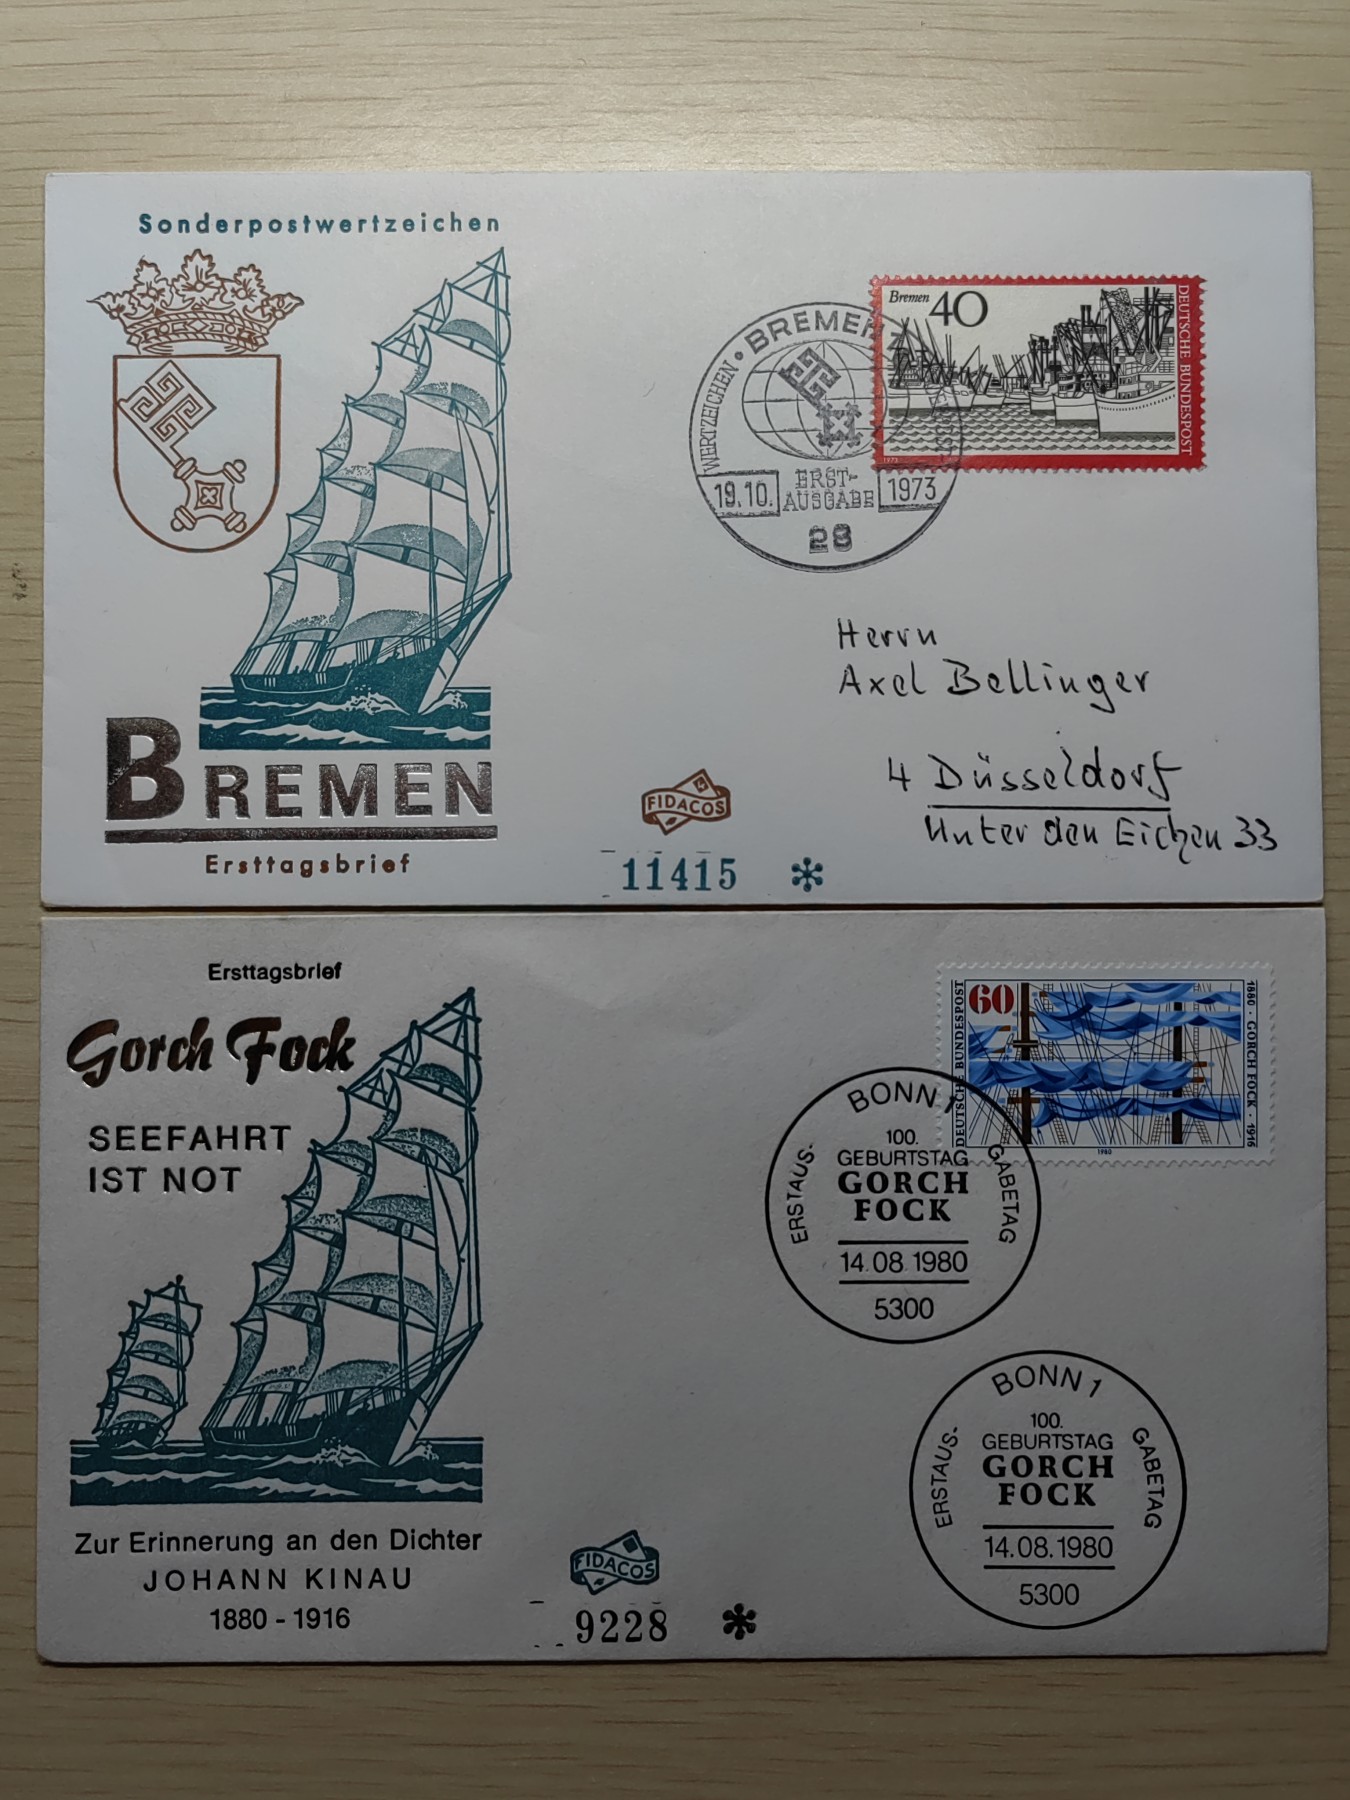 Sonderpostwertzeichen
BREMEN
Ersttagsbrief
FIDACOS
11415 *
WERTZEICHEN • BREMEN
19.10. ERST-
AUSGABE 1973
28
Bremen 40
DEUTSCHE BUNDESPOST
1973
Herrn
Axel Bellinger
4 Düsseldorf
Unter den Eichen 33
Ersttagsbrief
Gorch Fock
SEEFAHRT
IST NOT
Zur Erinnerung an den Dichter
JOHANN KINAU
1880 - 1916
FIDACOS
9228 *
DEUTSCHE BUNDESPOST
60
1880 · GORCH FOCK · 1916
1980
BONN 1
ERSTAUS-
GABETAG
100.
GEBURTSTAG
GORCH
FOCK
14.08.1980
5300
BONN 1
ERSTAUS-
GABETAG
100.
GEBURTSTAG
GORCH
FOCK
14.08.1980
5300